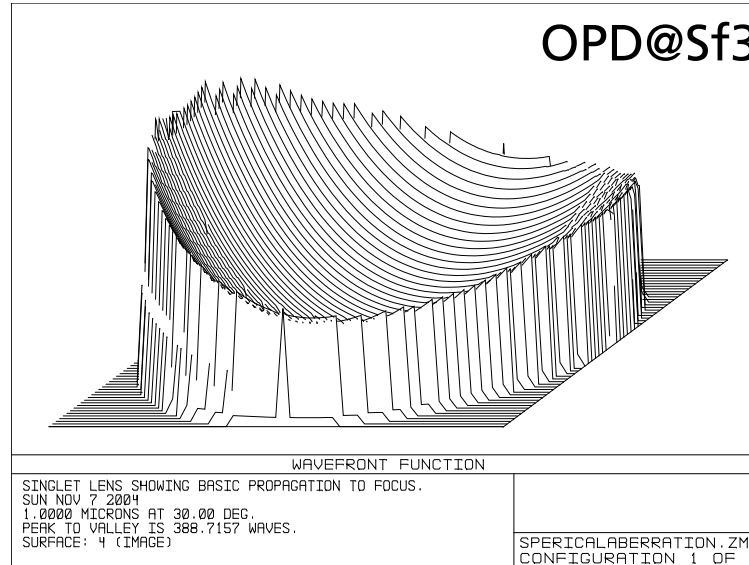 OPD@Sf3
WAVEFRONT FUNCTION
SINGLET LENS SHOWING BASIC PROPAGATION TO FOCUS.
SUN NOV 7 2004
1.0000 MICRONS AT 30.00 DEG.
PEAK TO VALLEY IS 388.7157 WAVES.
SURFACE: 4 (IMAGE)
SPERICALABERRATION.ZM
CONFIGURATION 1 OF